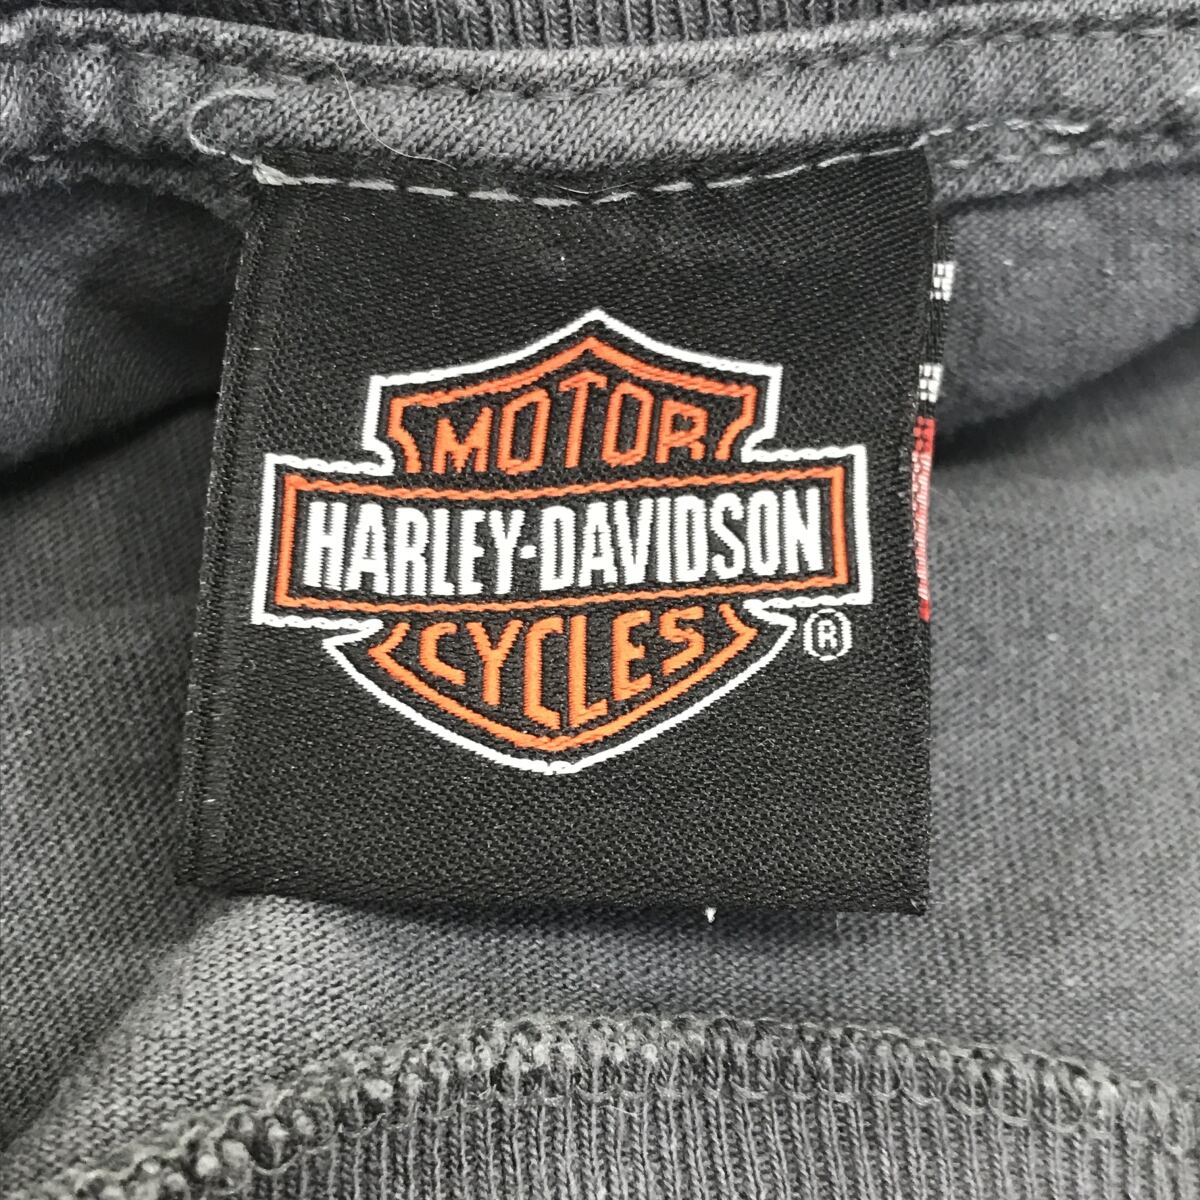 MOTOR
HARLEY-DAVIDSON
CYCLES
®